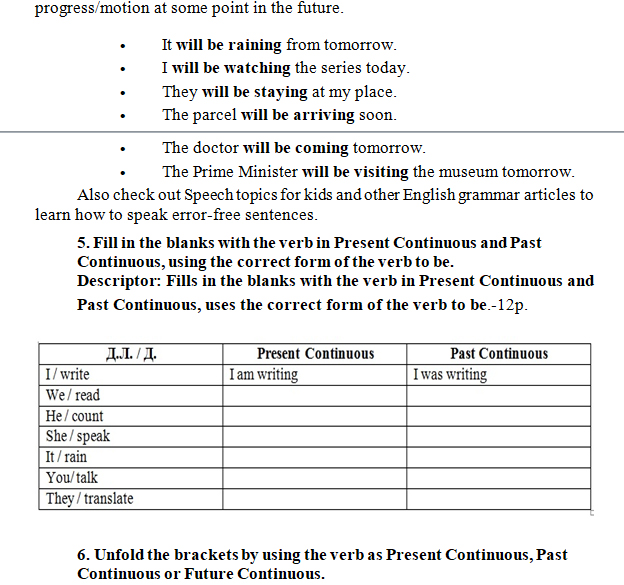 progress/motion at some point in the future.
• It will be raining from tomorrow.
• I will be watching the series today.
• They will be staying at my place.
• The parcel will be arriving soon.
• The doctor will be coming tomorrow.
• The Prime Minister will be visiting the museum tomorrow.
Also check out Speech topics for kids and other English grammar articles to
learn how to speak error-free sentences.
5. Fill in the blanks with the verb in Present Continuous and Past
Continuous, using the correct form of the verb to be.
Descriptor: Fills in the blanks with the verb in Present Continuous and
Past Continuous, uses the correct form of the verb to be.-12p.
Д.Л. / Д. Present Continuous Past Continuous
I / write I am writing I was writing
We / read
He / count
She / speak
It / rain
You/ talk
They / translate
6. Unfold the brackets by using the verb as Present Continuous, Past
Continuous or Future Continuous.